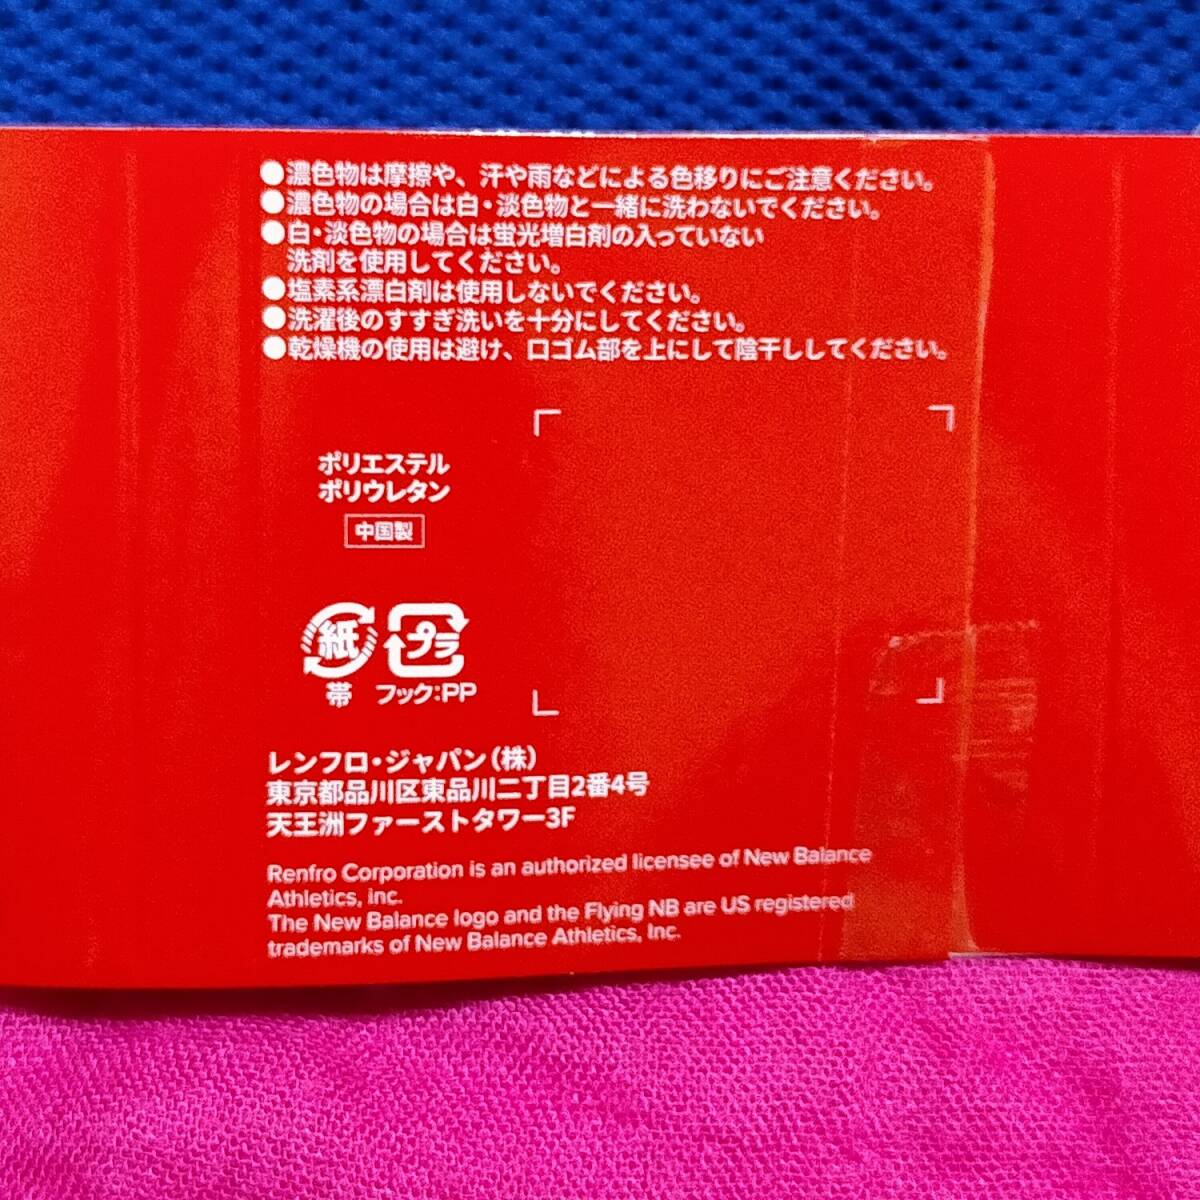 ●濃色物は摩擦や、汗や雨などによる色移りにご注意ください。
●濃色物の場合は白・淡色物と一緒に洗わないでください。
●白・淡色物の場合は蛍光増白剤の入っていない
洗剤を使用してください。
●塩素系漂白剤は使用しないでください。
●洗濯後のすすぎ洗いを十分にしてください。
●乾燥機の使用は避け、口ゴム部を上にして陰干ししてください。
ポリエステル
ポリウレタン
中国製
紙 プラ
帯 フック:PP
レンフロ・ジャパン(株)
東京都品川区東品川二丁目2番4号
天王洲ファーストタワー3F
Renfro Corporation is an authorized licensee of New Balance
Athletics, Inc.
The New Balance logo and the Flying NB are US registered
trademarks of New Balance Athletics, Inc.